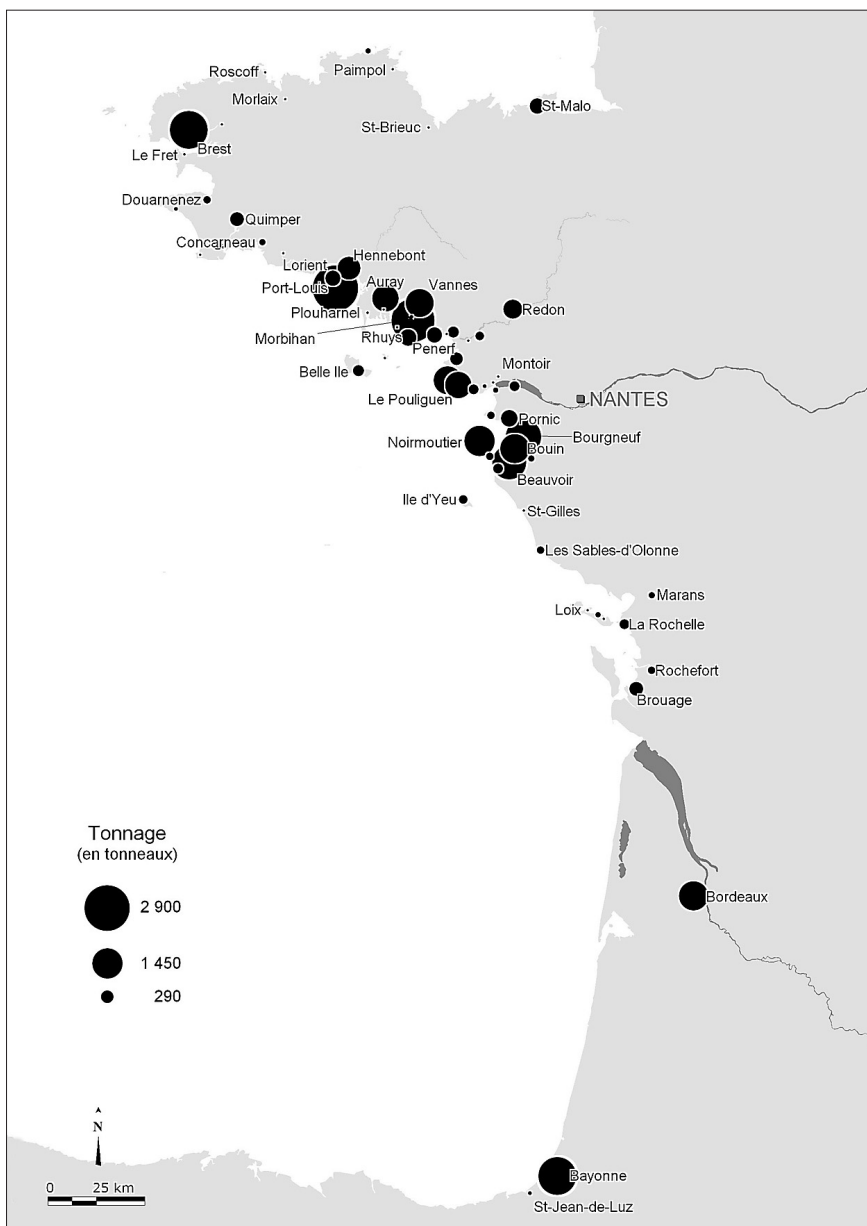 Roscoff
Paimpol
Morlaix
St-Malo
St-Brieuc
Brest
Le Fret
Douarnenez
Quimper
Concarneau
Hennebont
Lorient
Auray
Vannes
Port-Louis
Redon
Plouharnel
Morbihan
Rhuys
Penerf
Belle Ile
Montoir
Le Pouliguen
NANTES
Pornic
Noirmoutier
Bourgneuf
Bouin
Beauvoir
Ile d'Yeu
St-Gilles
Les Sables-d'Olonne
Marans
Loix
La Rochelle
Rochefort
Brouage
Tonnage
(en tonneaux)
2 900
1 450
290
Bordeaux
N
0 25 km
Bayonne
St-Jean-de-Luz